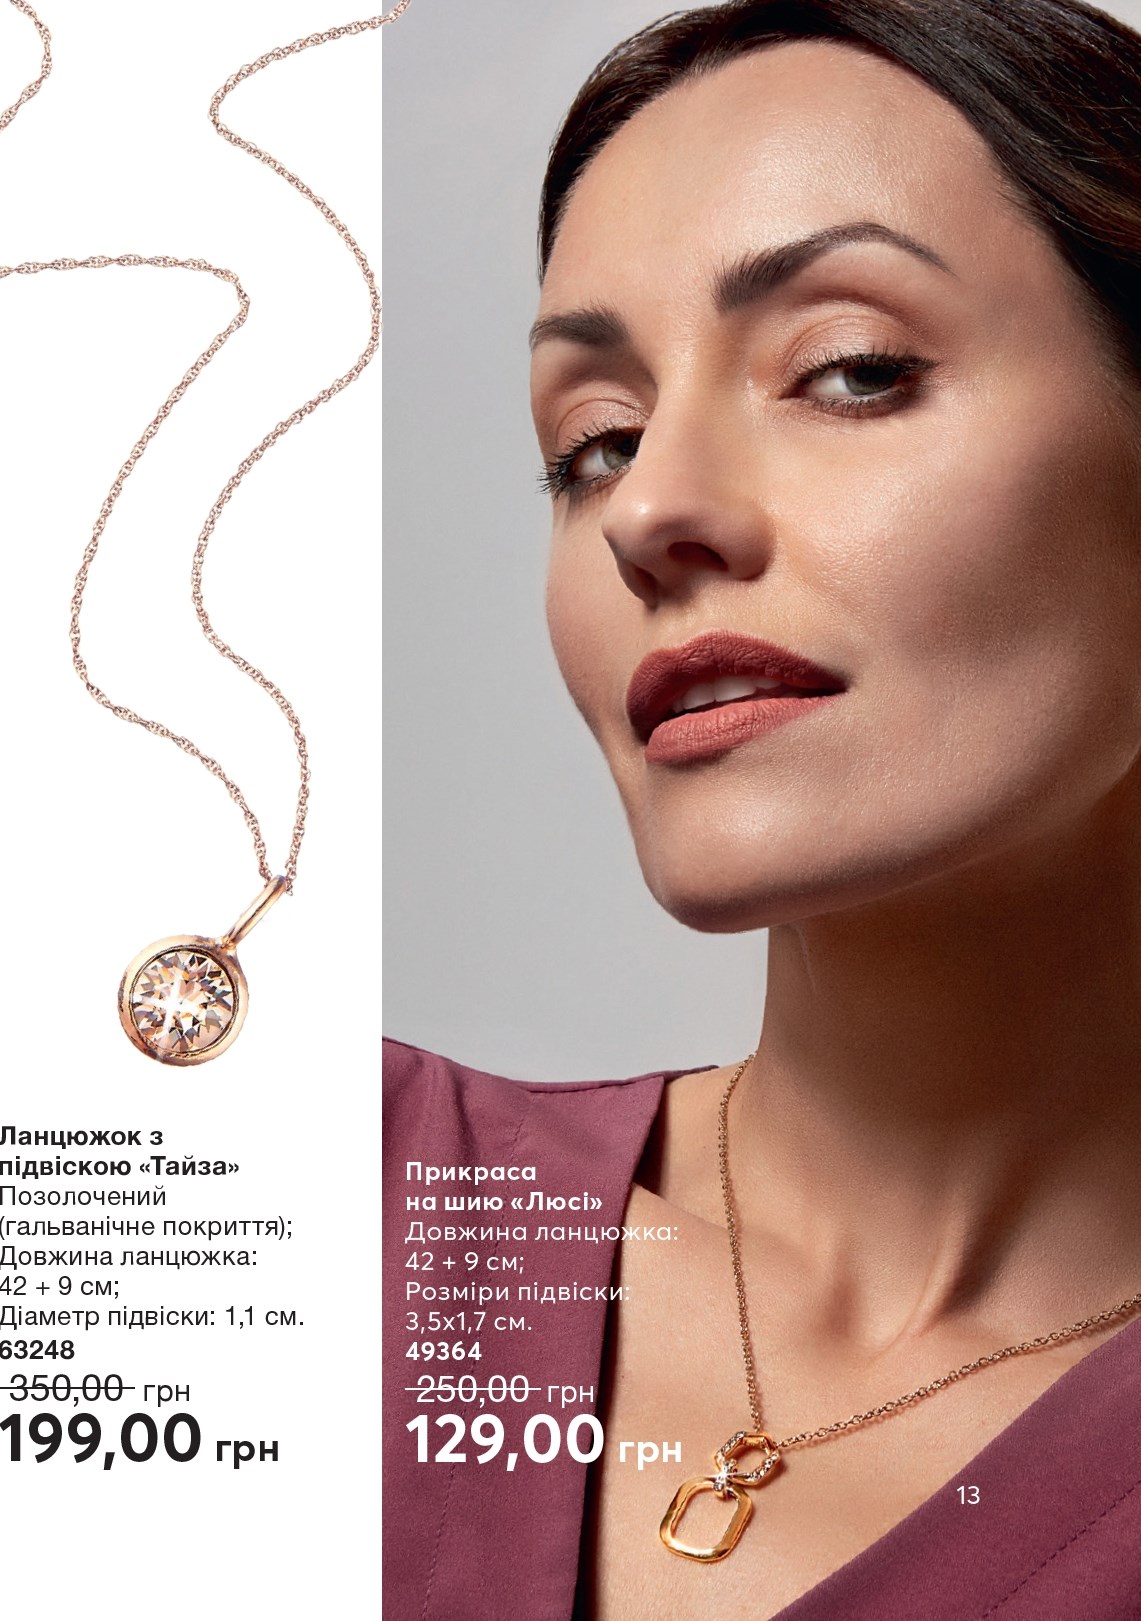 Ланцюжок з
підвіскою «Тайза»
Позолочений
(гальванічне покриття);
Довжина ланцюжка:
42 + 9 см;
Діаметр підвіски: 1,1 см.
63248
350,00 грн
199,00 грн
Прикраса
на шию «Люсі»
Довжина ланцюжка:
42 + 9 см;
Розміри підвіски:
3,5х1,7 см.
49364
250,00 грн
129,00 грн
13